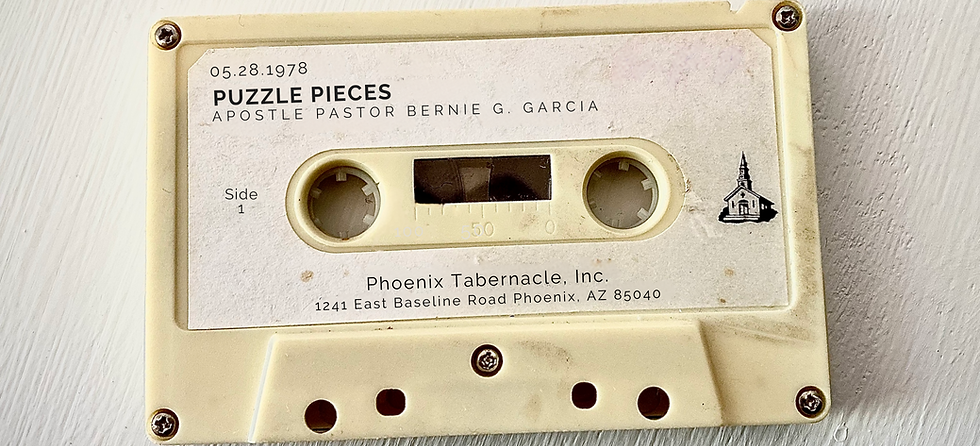 05.28.1978
PUZZLE PIECES
APOSTLE PASTOR BERNIE G. GARCIA
Side
1
50 0
Phoenix Tabernacle, Inc.
1241 East Baseline Road Phoenix, AZ 85040